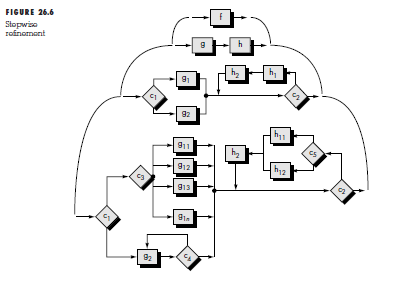 FIGURE 26.6
Stepwise
refinement
f
g h
h2 h1
g1
c1 c2
g2
g11 h11
h2 c5
g12
c3 h12
g13
c2
g1n
c1
g2 c4